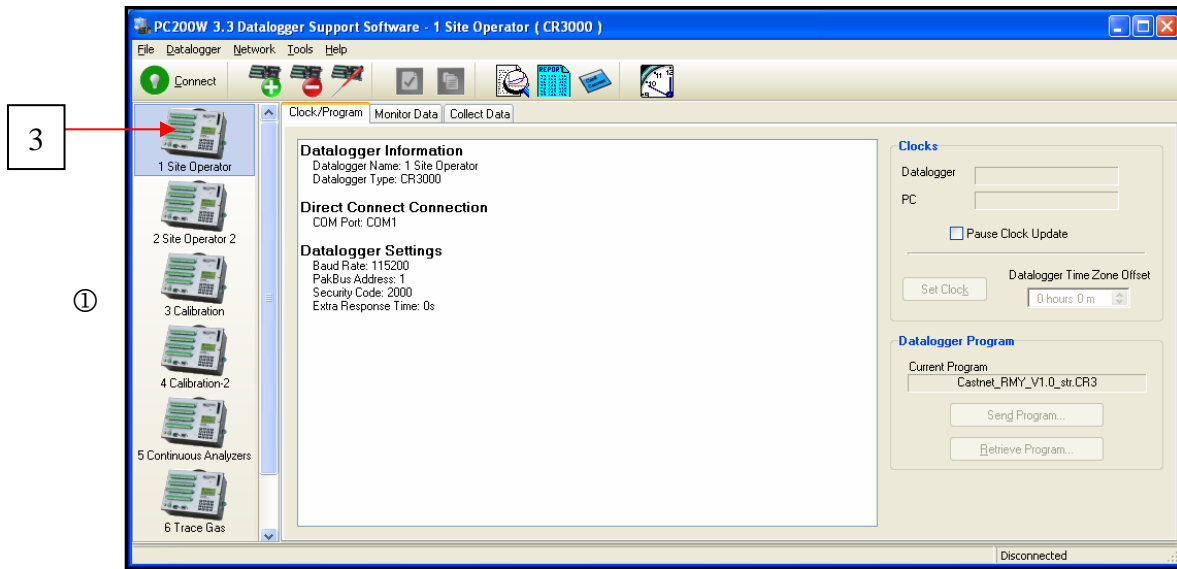 PC200W 3.3 Datalogger Support Software - 1 Site Operator ( CR3000 )
File Datalogger Network Tools Help
Connect
REPORT
3
1 Site Operator
2 Site Operator 2
①
3 Calibration
4 Calibration-2
5 Continuous Analyzers
6 Trace Gas
Clock/Program Monitor Data Collect Data
Datalogger Information
Datalogger Name: 1 Site Operator
Datalogger Type: CR3000
Direct Connect Connection
COM Port: COM1
Datalogger Settings
Baud Rate: 115200
PakBus Address: 1
Security Code: 2000
Extra Response Time: 0s
Clocks
Datalogger
PC
Pause Clock Update
Set Clock
Datalogger Time Zone Offset
0 hours 0 m
Datalogger Program
Current Program
Castnet_RMY_V1.0_str.CR3
Send Program...
Retrieve Program...
Disconnected